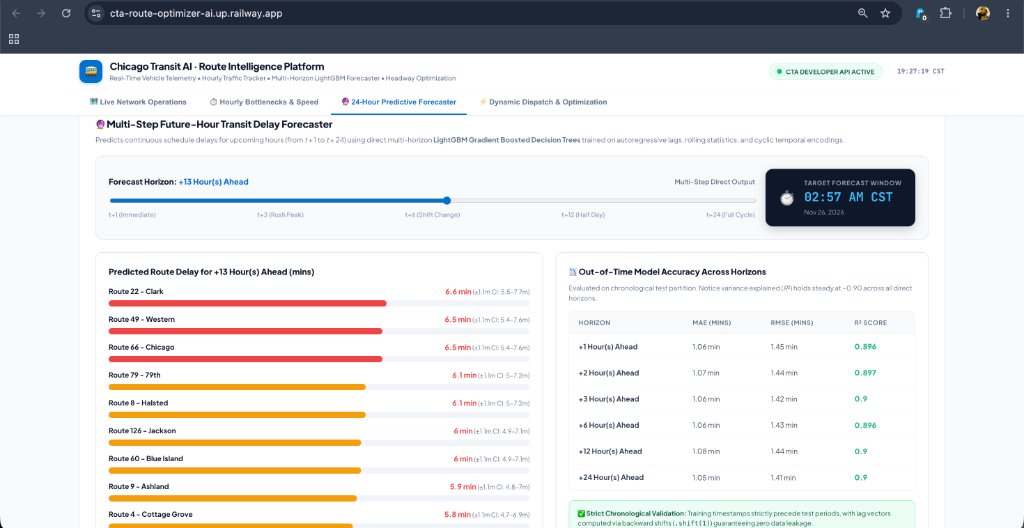 cta-route-optimizer-ai.up.railway.app
Chicago Transit AI · Route Intelligence Platform
Real-Time Vehicle Telemetry • Hourly Traffic Tracker • Multi-Horizon LightGBM Forecaster • Headway Optimization
CTA DEVELOPER API ACTIVE
19:27:19 CST
Live Network Operations
Hourly Bottlenecks & Speed
24-Hour Predictive Forecaster
Dynamic Dispatch & Optimization
Multi-Step Future-Hour Transit Delay Forecaster
Predicts continuous schedule delays for upcoming hours (from t + 1 to t + 24) using direct multi-horizon LightGBM Gradient Boosted Decision Trees trained on autoregressive lags, rolling statistics, and cyclic temporal encodings.
Forecast Horizon: +13 Hour(s) Ahead
Multi-Step Direct Output
t+1 (Immediate)
t+3 (Rush Peak)
t+6 (Shift Change)
t+12 (Half Day)
t+24 (Full Cycle)
TARGET FORECAST WINDOW
02:57 AM CST
Nov 26, 2026
Predicted Route Delay for +13 Hour(s) Ahead (mins)
Route 22 - Clark
6.6 min (±1.1m CI: 5.5-7.7m)
Route 49 - Western
6.5 min (±1.1m CI: 5.4-7.6m)
Route 66 - Chicago
6.5 min (±1.1m CI: 5.4-7.6m)
Route 79 - 79th
6.1 min (±1.1m CI: 5-7.2m)
Route 8 - Halsted
6.1 min (±1.1m CI: 5-7.2m)
Route 126 - Jackson
6 min (±1.1m CI: 4.9-7.1m)
Route 60 - Blue Island
6 min (±1.1m CI: 4.9-7.1m)
Route 9 - Ashland
5.9 min (±1.1m CI: 4.8-7m)
Route 4 - Cottage Grove
5.8 min (±1.1m CI: 4.7-6.9m)
Out-of-Time Model Accuracy Across Horizons
Evaluated on chronological test partition. Notice variance explained (R²) holds steady at ~0.90 across all direct
horizons.
HORIZON MAE (MINS) RMSE (MINS) R² SCORE
+1 Hour(s) Ahead 1.06 min 1.45 min 0.896
+2 Hour(s) Ahead 1.07 min 1.44 min 0.897
+3 Hour(s) Ahead 1.06 min 1.42 min 0.9
+6 Hour(s) Ahead 1.06 min 1.43 min 0.896
+12 Hour(s) Ahead 1.08 min 1.44 min 0.9
+24 Hour(s) Ahead 1.05 min 1.41 min 0.9
Strict Chronological Validation: Training timestamps strictly precede test periods, with lag vectors
computed via backward shifts (.shift(1)) guaranteeing zero data leakage.